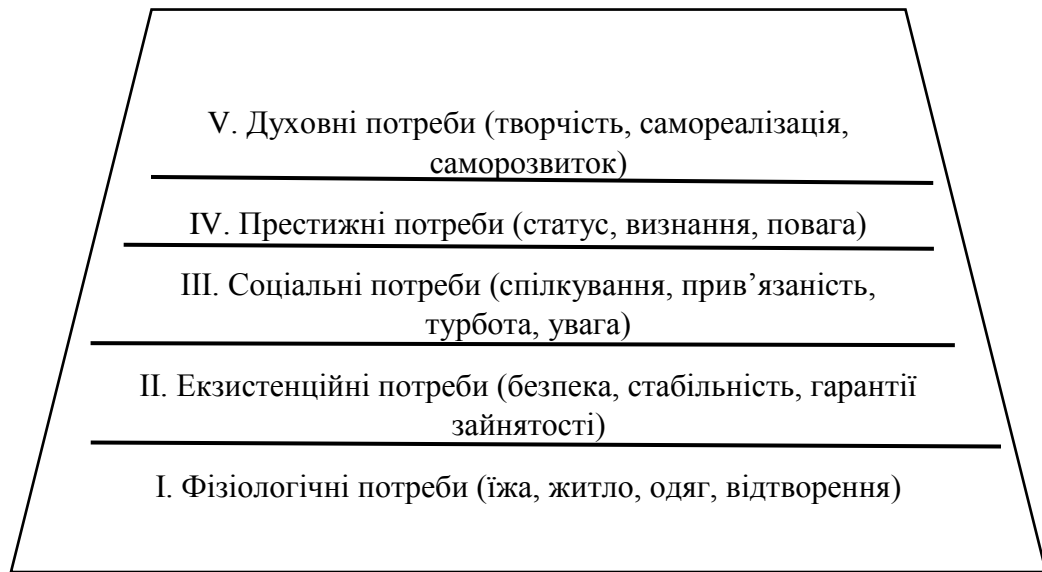 V. Духовні потреби (творчість, самореалізація,
саморозвиток)
IV. Престижні потреби (статус, визнання, повага)
III. Соціальні потреби (спілкування, прив’язаність,
турбота, увага)
II. Екзистенційні потреби (безпека, стабільність, гарантії
зайнятості)
I. Фізіологічні потреби (їжа, житло, одяг, відтворення)